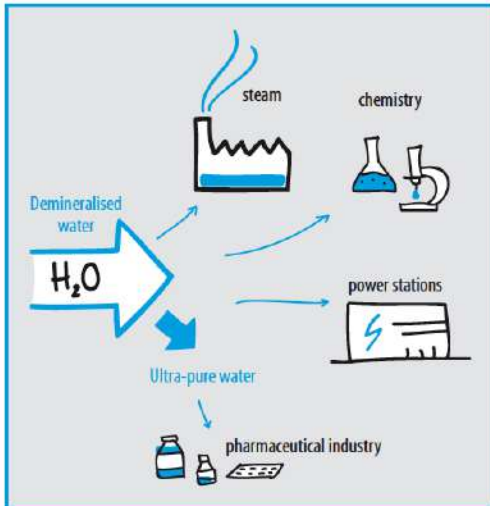 steam
chemistry
Demineralised
water
H₂O
power stations
Ultra-pure water
pharmaceutical industry